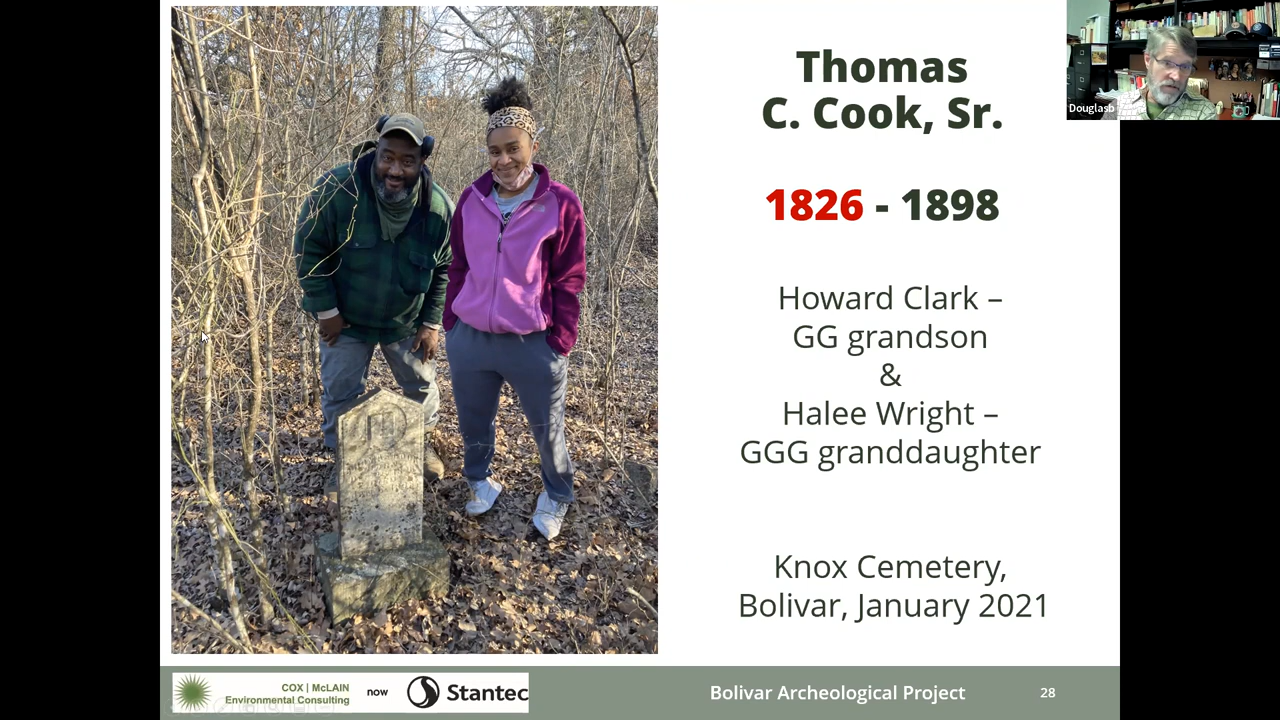 Thomas
C. Cook, Sr.
1826 - 1898
Howard Clark –
GG grandson
&
Halee Wright –
GGG granddaughter
Knox Cemetery,
Bolivar, January 2021
Douglasb
COX | McLAIN
Environmental Consulting
now
Stantec
Bolivar Archeological Project
28